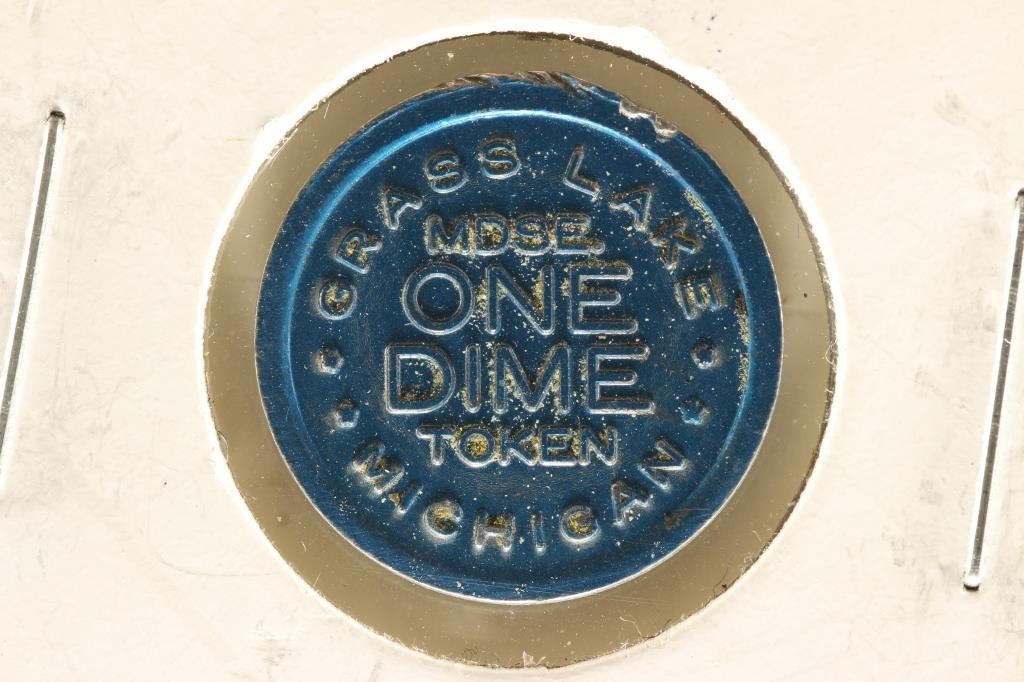 GRASS LAKE
MDSE.
ONE
DIME
TOKEN
MICHIGAN